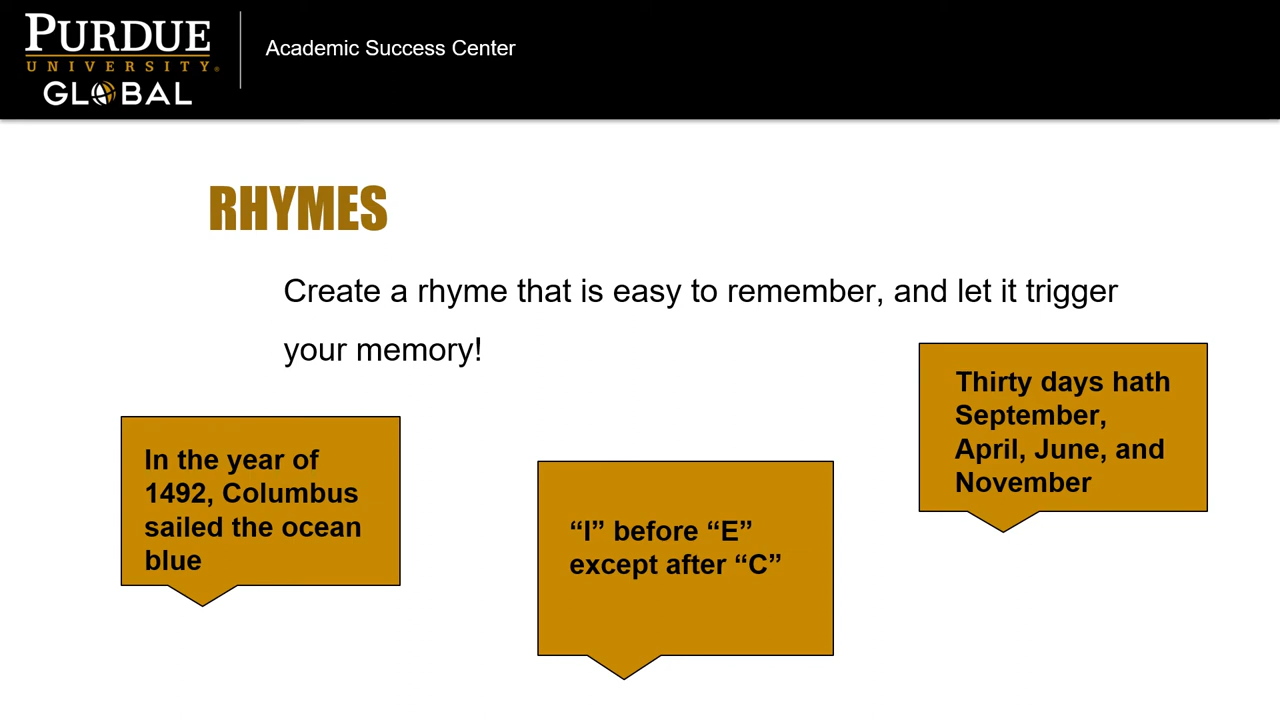 PURDUE
UNIVERSITY®
GLOBAL
Academic Success Center
RHYMES
Create a rhyme that is easy to remember, and let it trigger
your memory!
In the year of
1492, Columbus
sailed the ocean
blue
“I” before “E”
except after “C”
Thirty days hath
September,
April, June, and
November